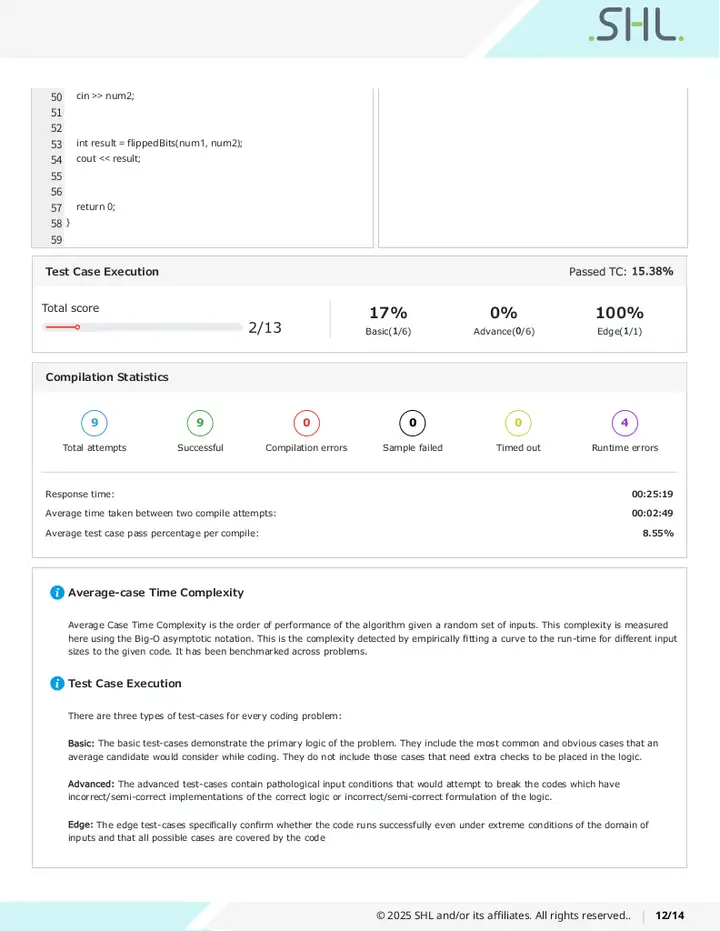 .SHL.
50 cin >> num2;
51
52
53 int result = flippedBits(num1, num2);
54 cout << result;
55
56
57 return 0;
58 }
59
Test Case Execution Passed TC: 15.38%
Total score
2/13
17% 0% 100%
Basic(1/6) Advance(0/6) Edge(1/1)
Compilation Statistics
9 9 0 0 0 4
Total attempts Successful Compilation errors Sample failed Timed out Runtime errors
Response time: 00:25:19
Average time taken between two compile attempts: 00:02:49
Average test case pass percentage per compile: 8.55%
i Average-case Time Complexity
Average Case Time Complexity is the order of performance of the algorithm given a random set of inputs. This complexity is measured
here using the Big-O asymptotic notation. This is the complexity detected by empirically fitting a curve to the run-time for different input
sizes to the given code. It has been benchmarked across problems.
i Test Case Execution
There are three types of test-cases for every coding problem:
Basic: The basic test-cases demonstrate the primary logic of the problem. They include the most common and obvious cases that an
average candidate would consider while coding. They do not include those cases that need extra checks to be placed in the logic.
Advanced: The advanced test-cases contain pathological input conditions that would attempt to break the codes which have
incorrect/semi-correct implementations of the correct logic or incorrect/semi-correct formulation of the logic.
Edge: The edge test-cases specifically confirm whether the code runs successfully even under extreme conditions of the domain of
inputs and that all possible cases are covered by the code
© 2025 SHL and/or its affiliates. All rights reserved.. 12/14